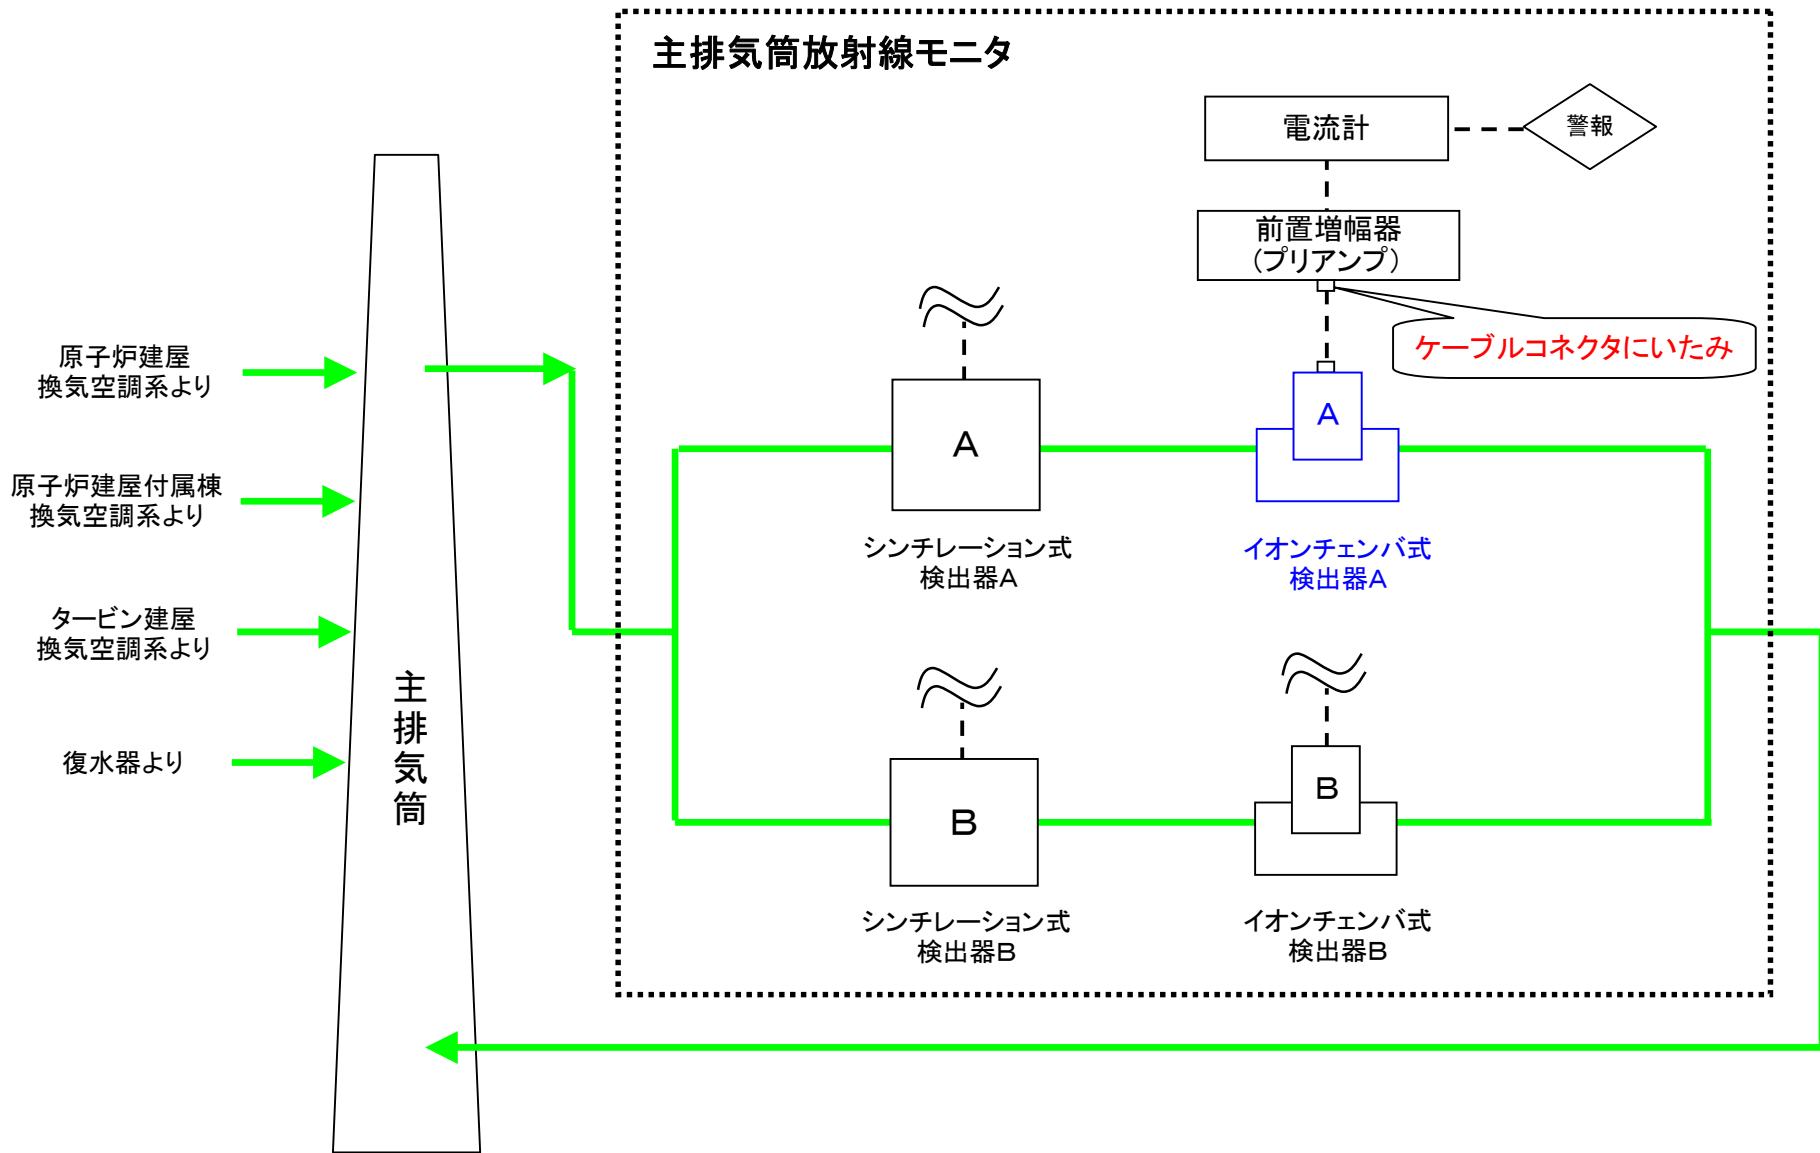 主排気筒放射線モニタ
電流計
警報
前置増幅器
(プリアンプ)
ケーブルコネクタにいたみ
原子炉建屋
換気空調系より
原子炉建屋付属棟
換気空調系より
タービン建屋
換気空調系より
復水器より
主排気筒
A
シンチレーション式
検出器A
A
イオンチェンバ式
検出器A
B
シンチレーション式
検出器B
B
イオンチェンバ式
検出器B